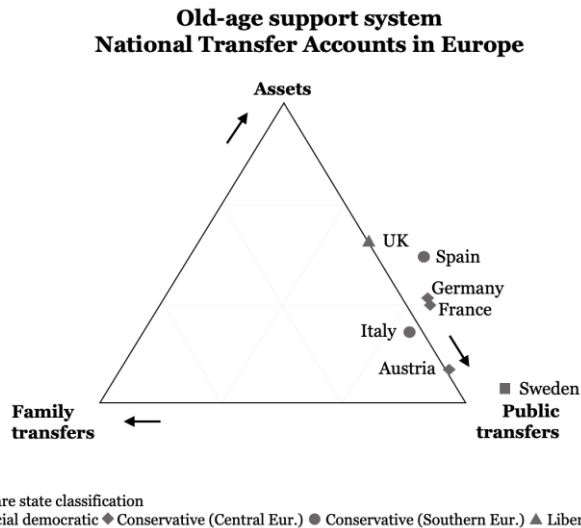 Old-age support system
National Transfer Accounts in Europe
Assets
UK
Spain
Germany
France
Italy
Austria
Sweden
Family
transfers
Public
transfers
are state classification
cial democratic Conservative (Central Eur.) Conservative (Southern Eur.) Liber